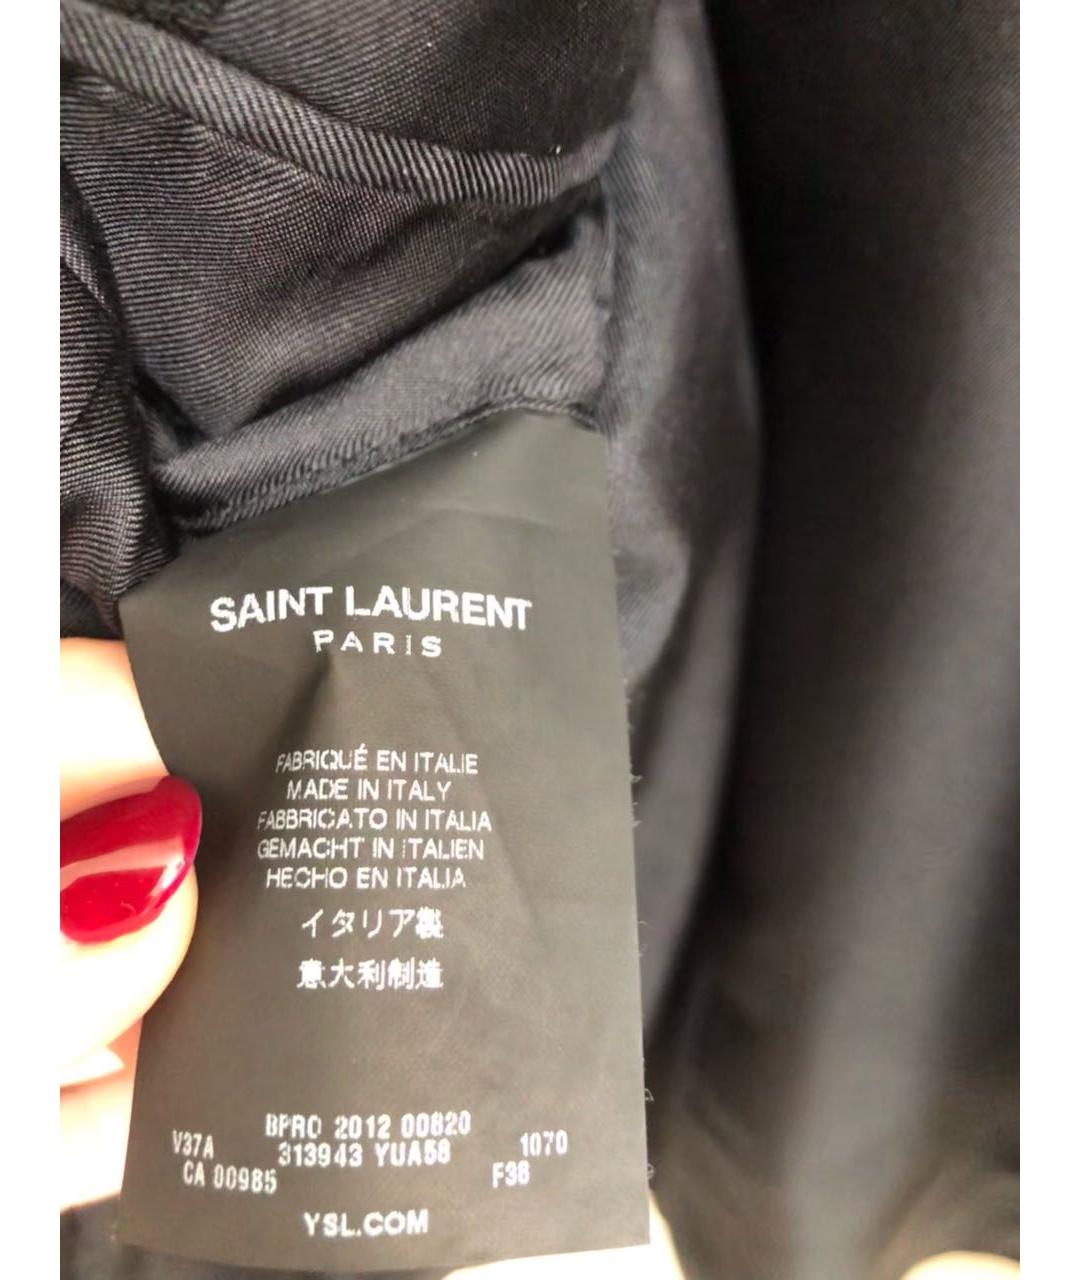 SAINT LAURENT
PARIS
FABRIQUÉ EN ITALIE
MADE IN ITALY
FABBRICATO IN ITALIA
GEMACHT IN ITALIEN
HECHO EN ITALIA
イタリア製
意大利制造
BPRO 2012 00820
V37A 313943 YUA58 1070
CA 00985 F36
YSL.COM